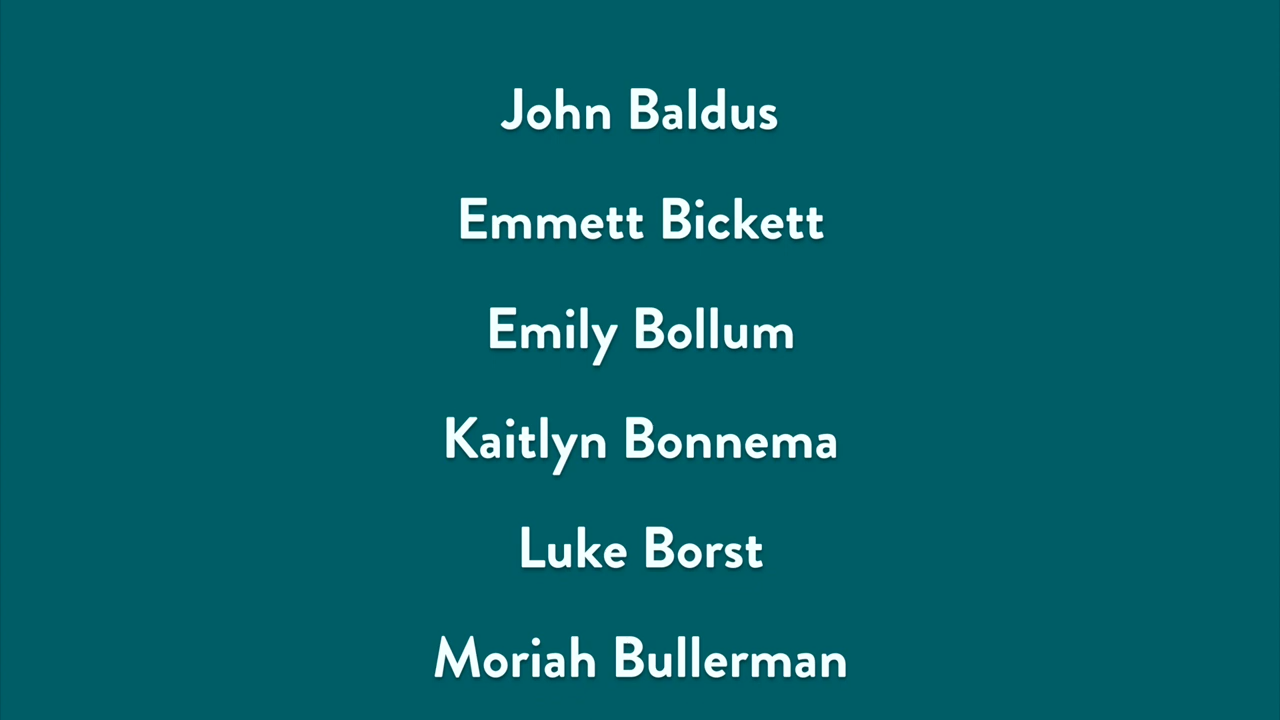 John Baldus
Emmett Bickett
Emily Bollum
Kaitlyn Bonnema
Luke Borst
Moriah Bullerman